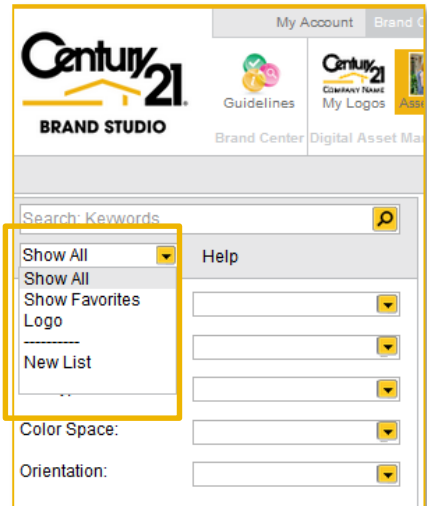 My Account Brand C
Century 21.
BRAND STUDIO
Guidelines
Century 21
COMPANY NAME
My Logos
Asse
Brand Center Digital Asset Ma
Search: Keywords
Show All
Help
Show All
Show Favorites
Logo
----------
New List
Color Space:
Orientation: